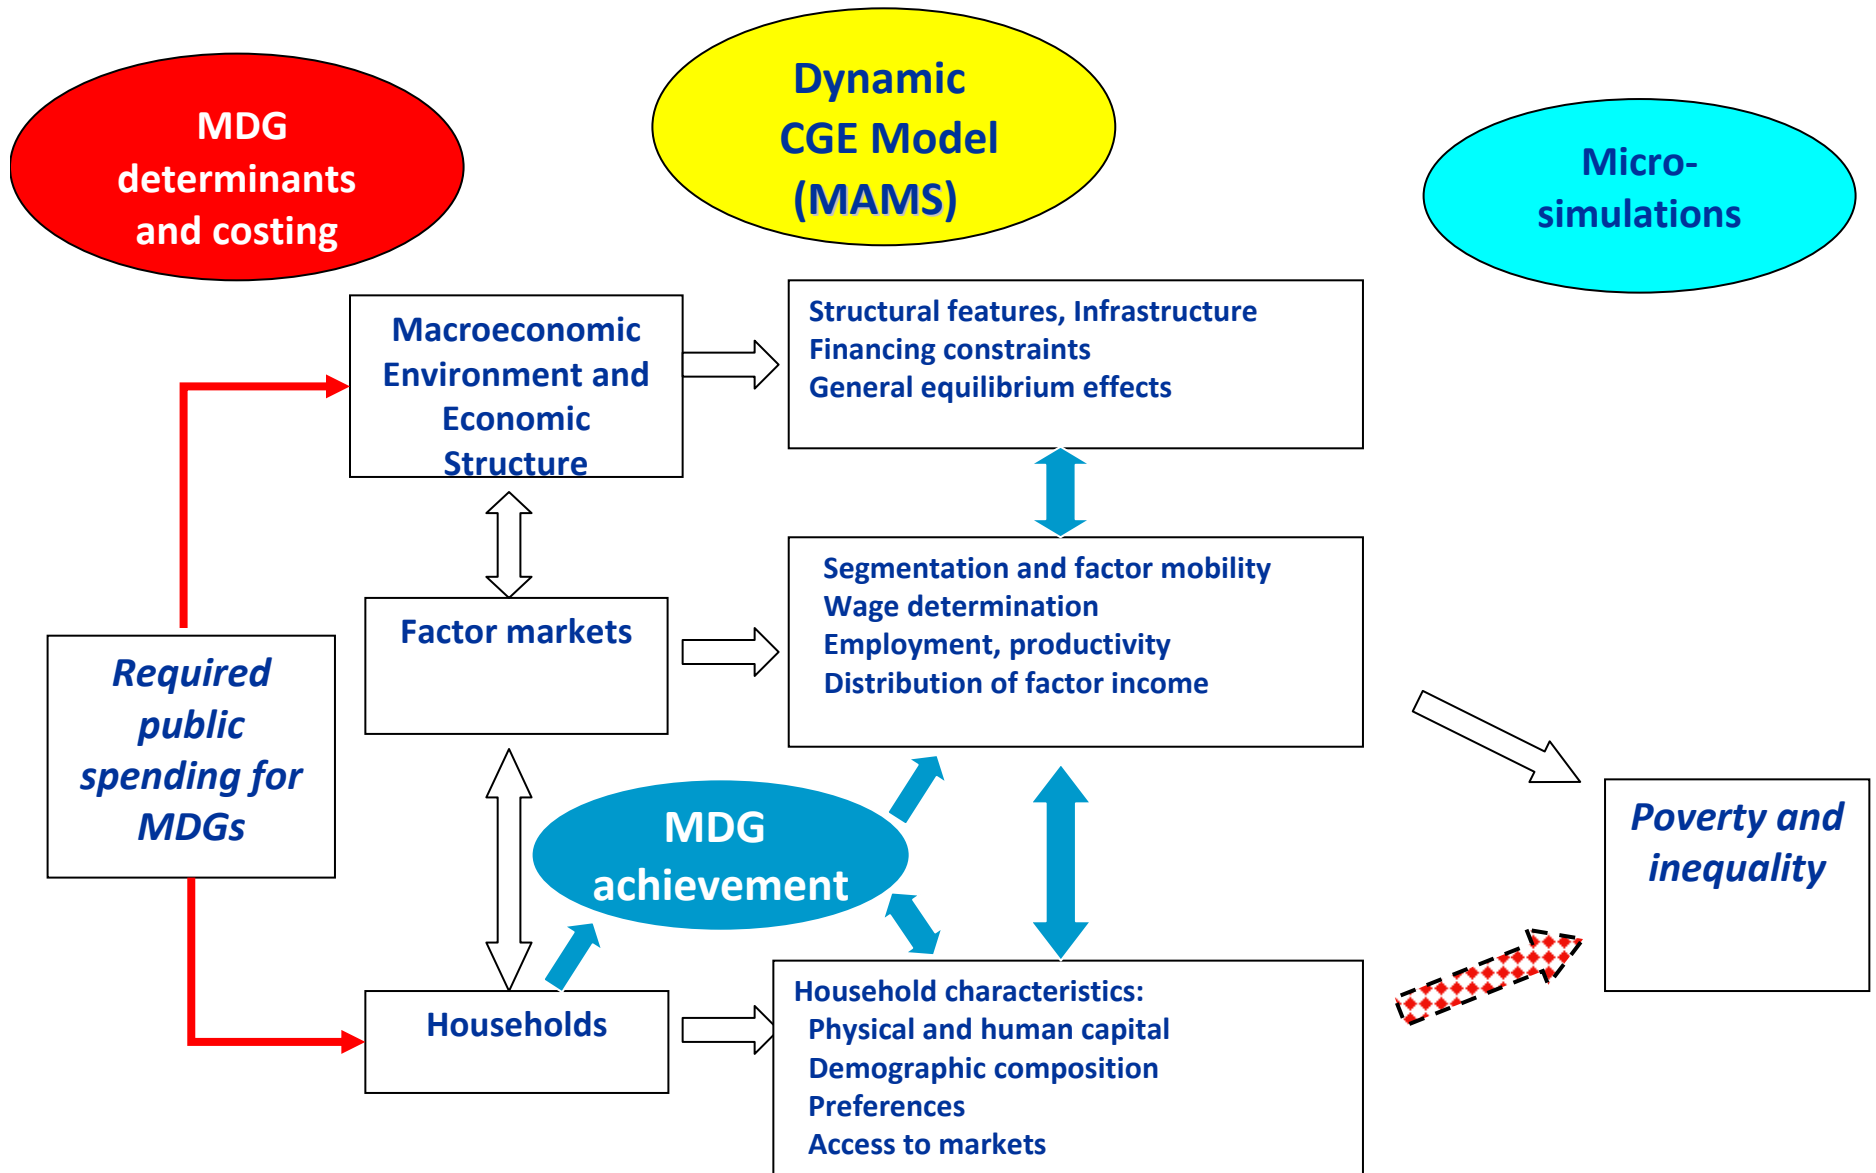 MDG
determinants
and costing
Dynamic
CGE Model
(MAMS)
Micro-
simulations
Macroeconomic
Environment and
Economic
Structure
Structural features, Infrastructure
Financing constraints
General equilibrium effects
Factor markets
Segmentation and factor mobility
Wage determination
Employment, productivity
Distribution of factor income
Required
public
spending for
MDGs
MDG
achievement
Poverty and
inequality
Households
Household characteristics:
Physical and human capital
Demographic composition
Preferences
Access to markets